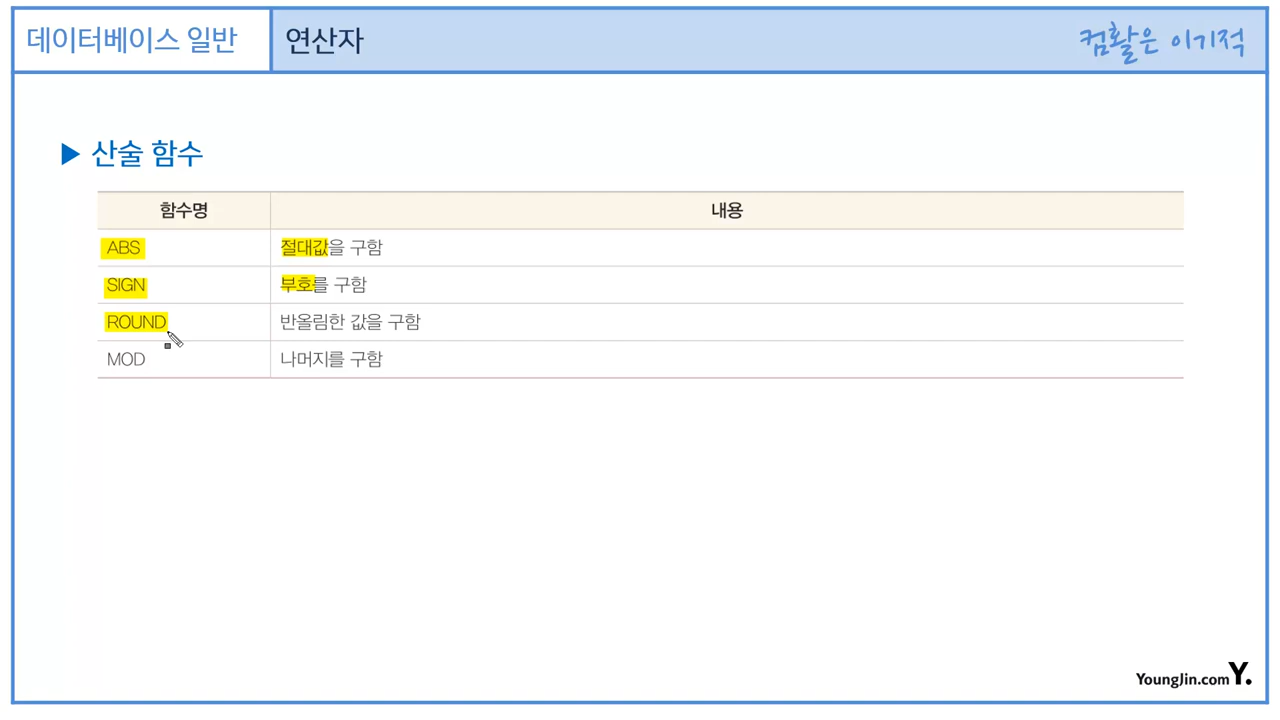 데이터베이스 일반
연산자
컴활은 이기적
▶ 산술 함수
함수명 내용
ABS 절대값을 구함
SIGN 부호를 구함
ROUND 반올림한 값을 구함
MOD 나머지를 구함
YoungJin.com Y.